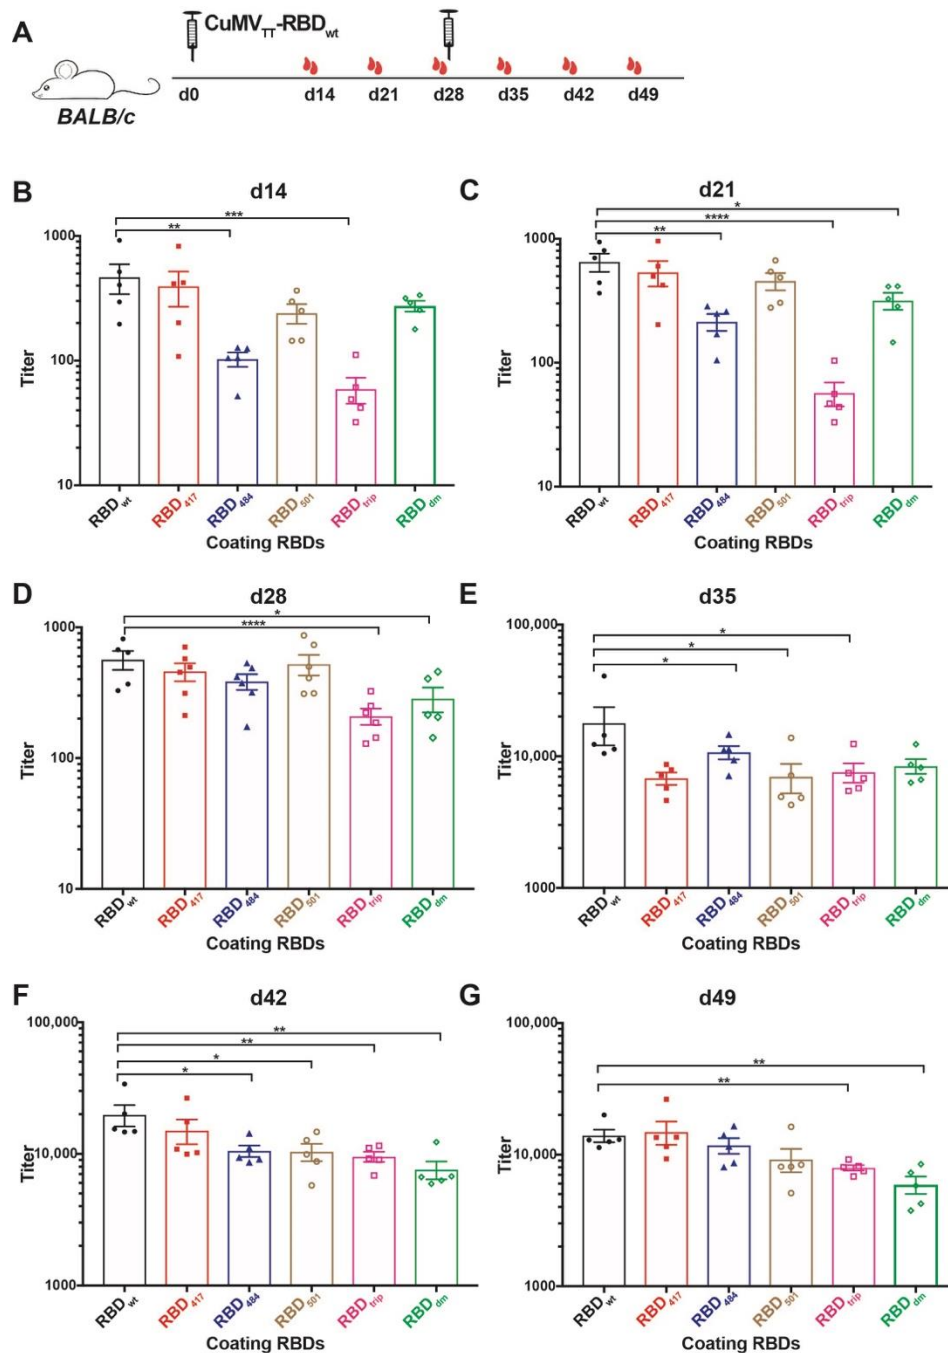 A
CuMVTT-RBDwt
BALB/c
d0 d14 d21 d28 d35 d42 d49
B
d14
***
**
1000
100
10
Titer
RBDwt RBD417 RBD484 RBD501 RBDtrip RBDdm
Coating RBDs
C
d21
*
****
**
1000
100
10
Titer
RBDwt RBD417 RBD484 RBD501 RBDtrip RBDdm
Coating RBDs
D
d28
*
****
1000
100
10
Titer
RBDwt RBD417 RBD484 RBD501 RBDtrip RBDdm
Coating RBDs
E
d35
*
*
*
100,000
10,000
1000
Titer
RBDwt RBD417 RBD484 RBD501 RBDtrip RBDdm
Coating RBDs
F
d42
**
**
*
*
100,000
10,000
1000
Titer
RBDwt RBD417 RBD484 RBD501 RBDtrip RBDdm
Coating RBDs
G
d49
**
**
100,000
10,000
1000
Titer
RBDwt RBD417 RBD484 RBD501 RBDtrip RBDdm
Coating RBDs